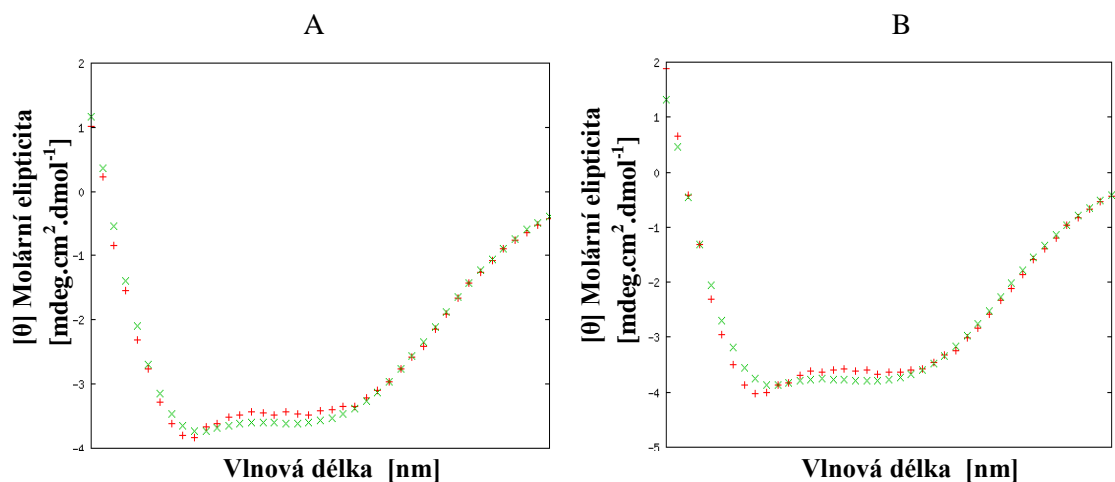 A
B
[θ] Molární elipticita
[mdeg.cm².dmol⁻¹]
2
1
0
-1
-2
-3
-4
Vlnová délka [nm]
[θ] Molární elipticita
[mdeg.cm².dmol⁻¹]
2
1
0
-1
-2
-3
-4
-5
Vlnová délka [nm]